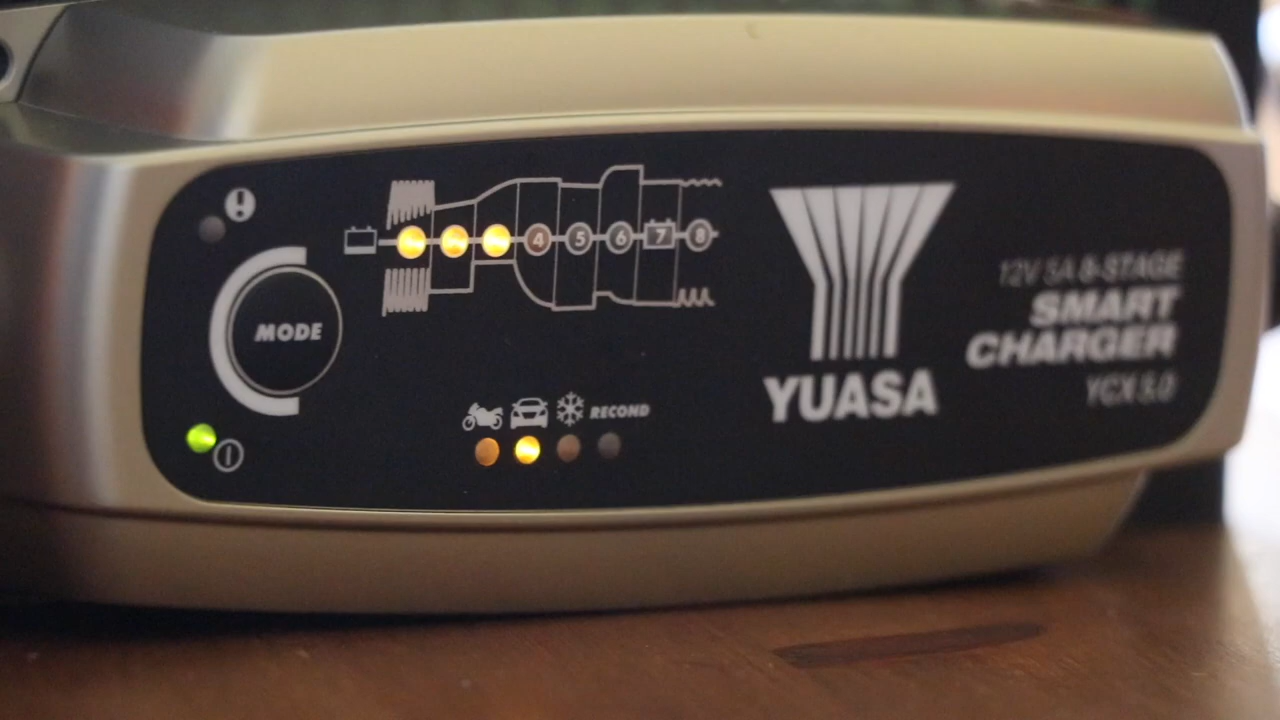 MODE
4 5 6 7 8
RECOND
YUASA
12V 5A 8-STAGE
SMART
CHARGER
YCX 5.0